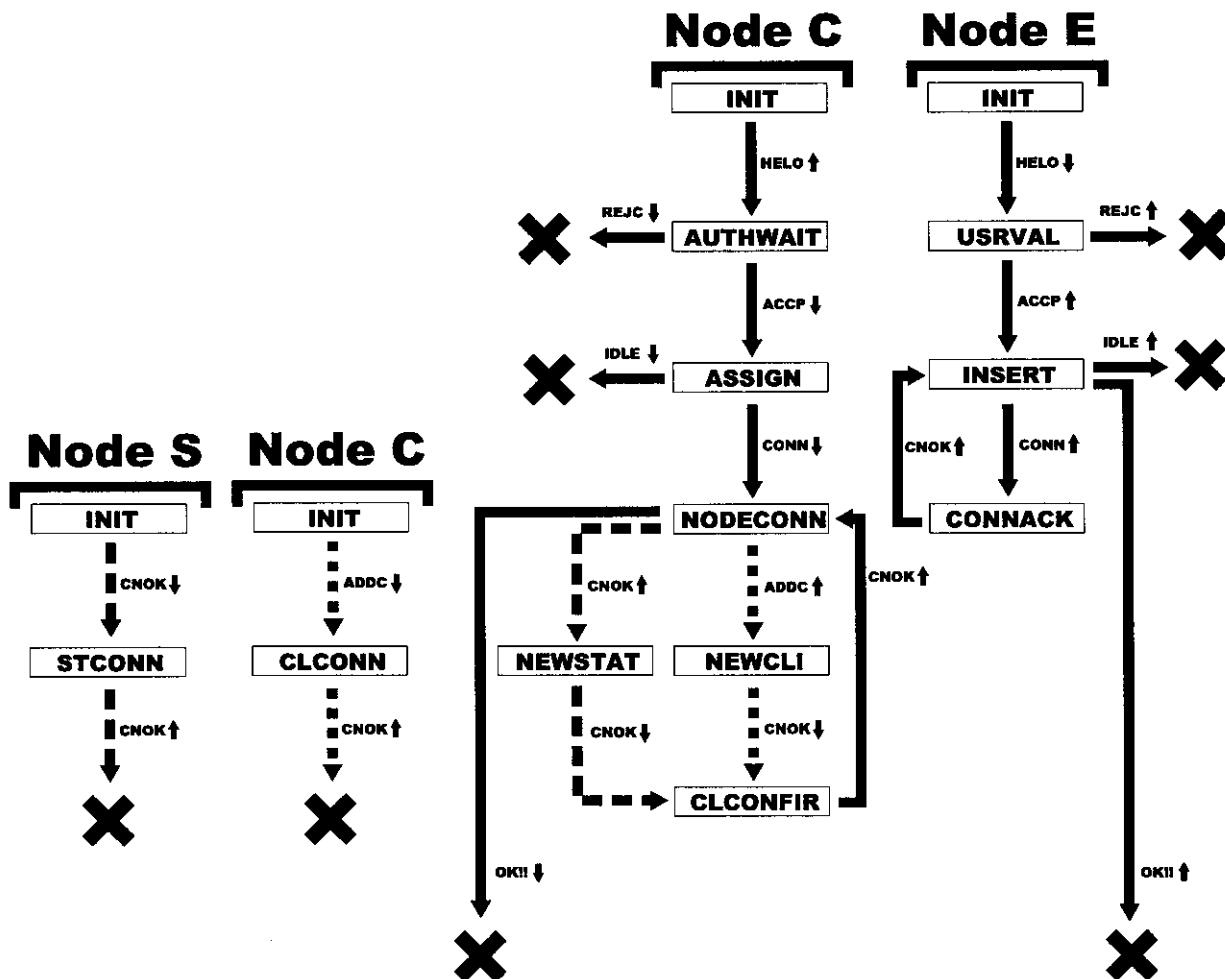 Node C
Node E
INIT
INIT
HELO ↑
HELO ↓
REJC ↓
AUTHWAIT
USRVAL
REJC ↑
ACCP ↓
ACCP ↑
IDLE ↓
ASSIGN
INSERT
IDLE ↑
Node S
Node C
CONN ↓
CNOK ↑
CONN ↑
INIT
INIT
NODECONN
CONNACK
CNOK ↓
ADDC ↓
CNOK ↑
ADDC ↑
CNOK ↑
STCONN
CLCONN
NEWSTAT
NEWCLI
CNOK ↑
CNOK ↑
CNOK ↓
CNOK ↓
CLCONFIR
OK!! ↓
OK!! ↑